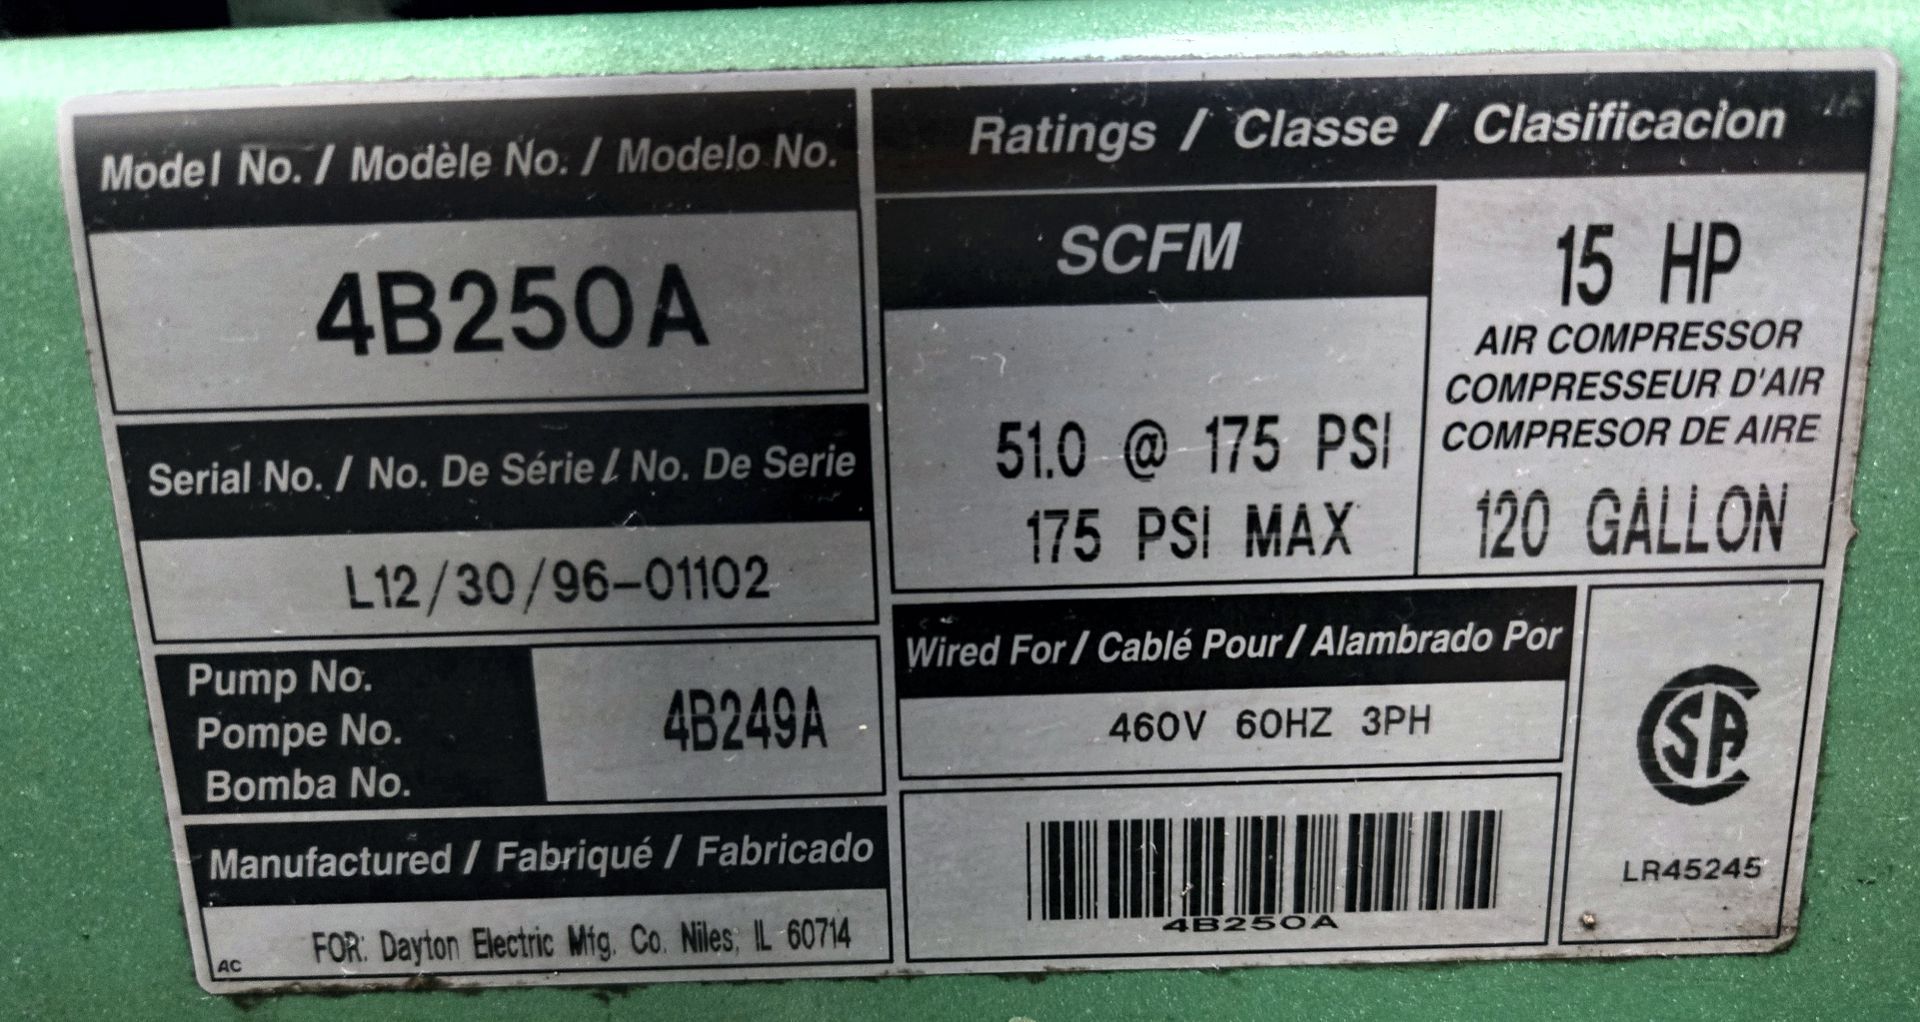 Model No. / Modèle No. / Modelo No.
4B250A
Serial No. / No. De Série / No. De Serie
L12/30/96-01102
Pump No.
Pompe No.
Bomba No.
4B249A
Manufactured / Fabriqué / Fabricado
FOR: Dayton Electric Mfg. Co. Niles, IL 60714
AC
Ratings / Classe / Clasificacion
SCFM
51.0 @ 175 PSI
175 PSI MAX
15 HP
AIR COMPRESSOR
COMPRESSEUR D'AIR
COMPRESOR DE AIRE
120 GALLON
Wired For / Cablé Pour / Alambrado Por
460V 60HZ 3PH
4B250A
CSA
LR45245